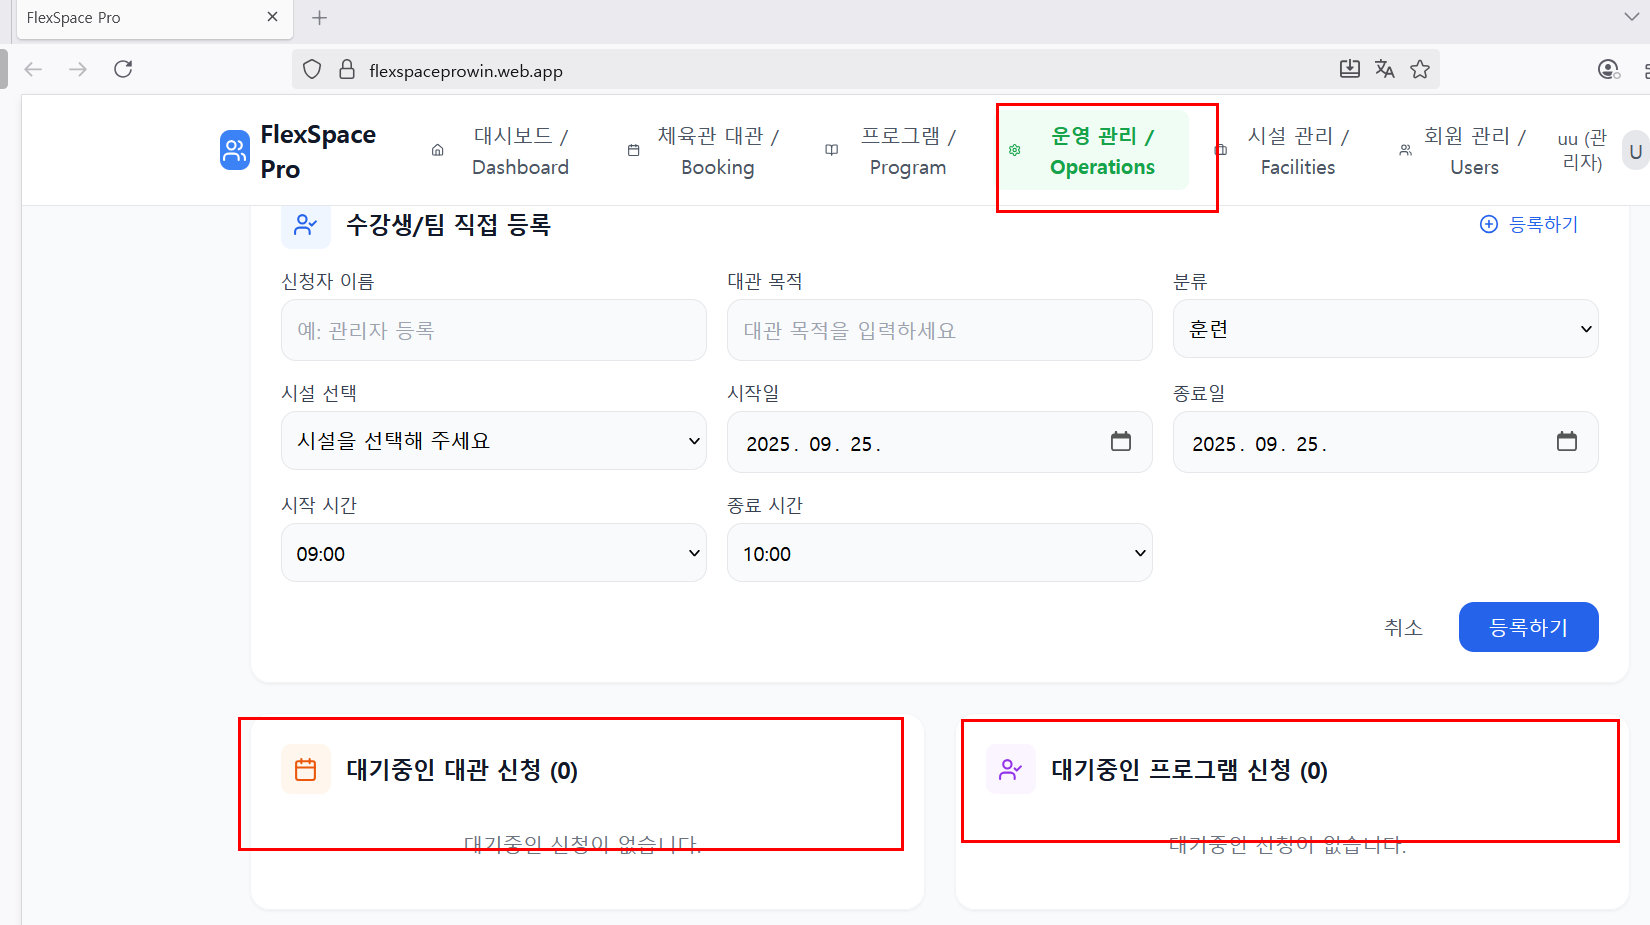 FlexSpace Pro
flexspaceprowin.web.app
FlexSpace
Pro
대시보드 /
Dashboard
체육관 대관 /
Booking
프로그램 /
Program
운영 관리 /
Operations
시설 관리 /
Facilities
회원 관리 /
Users
uu (관
리자)
U
수강생/팀 직접 등록
등록하기
신청자 이름
대관 목적
분류
예: 관리자 등록
대관 목적을 입력하세요
훈련
시설 선택
시작일
종료일
시설을 선택해 주세요
2025. 09. 25.
2025. 09. 25.
시작 시간
종료 시간
09:00
10:00
취소
등록하기
대기중인 대관 신청 (0)
대기중인 신청이 없습니다.
대기중인 프로그램 신청 (0)
대기중인 신청이 없습니다.